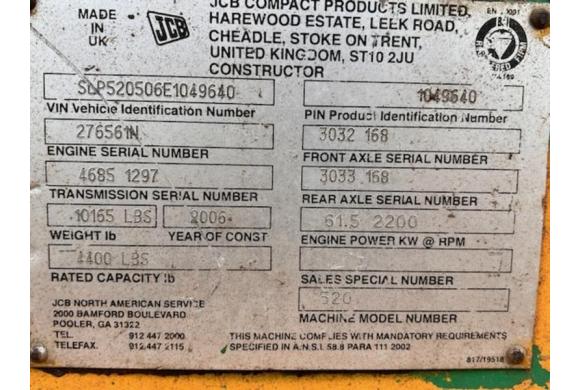 MADE IN UK
JCB
JCB COMPACT PRODUCTS LIMITED,
HAREWOOD ESTATE, LEEK ROAD,
CHEADLE, STOKE ON TRENT,
UNITED KINGDOM, ST10 2JU
CONSTRUCTOR
SLP520506E1049640
1049640
VIN Vehicle Identification Number
PIN Product Identification Number
276561N
3032 168
ENGINE SERIAL NUMBER
FRONT AXLE SERIAL NUMBER
4685 1297
3033 168
TRANSMISSION SERIAL NUMBER
REAR AXLE SERIAL NUMBER
10165 LBS
2006
61.5 2200
WEIGHT lb
YEAR OF CONST
ENGINE POWER KW @ RPM
4400 LBS
RATED CAPACITY lb
SALES SPECIAL NUMBER
520
JCB NORTH AMERICAN SERVICE
2000 BAMFORD BOULEVARD
POOLER, GA 31322
MACHINE MODEL NUMBER
TEL. 912 447 2000
TELEFAX. 912 447 2115
THIS MACHINE COMPLIES WITH MANDATORY REQUIREMENTS
SPECIFIED IN A.N.S.I. 58.8 PARA 111 2002
817/19518